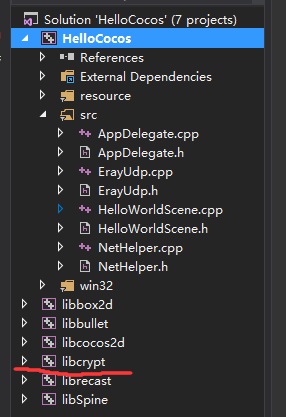 Solution 'HelloCocos' (7 projects)
HelloCocos
References
External Dependencies
resource
src
AppDelegate.cpp
AppDelegate.h
ErayUdp.cpp
ErayUdp.h
HelloWorldScene.cpp
HelloWorldScene.h
NetHelper.cpp
NetHelper.h
win32
libbox2d
libbullet
libcocos2d
libcrypt
librecast
libSpine